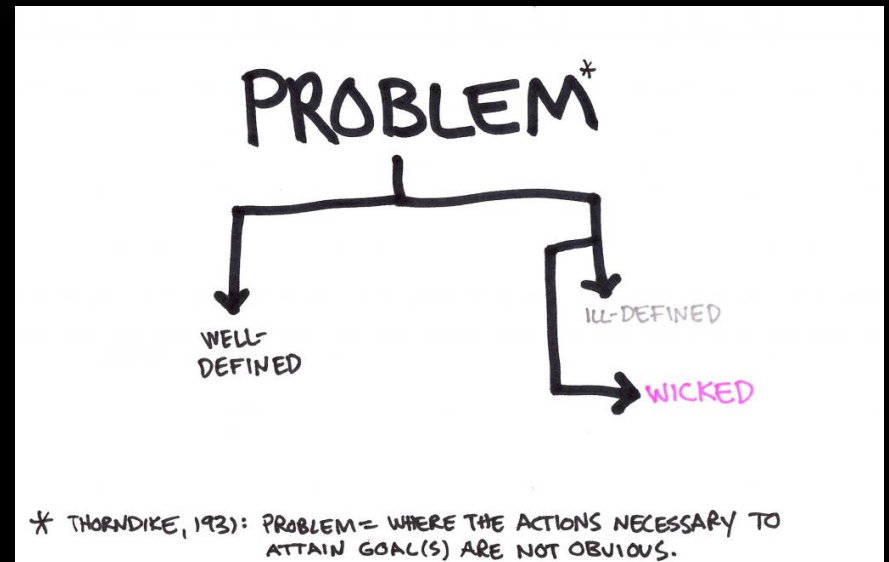 PROBLEM*
WELL-
DEFINED
ILL-DEFINED
WICKED
* THORNDIKE, 1931: PROBLEM = WHERE THE ACTIONS NECESSARY TO
ATTAIN GOAL(S) ARE NOT OBVIOUS.